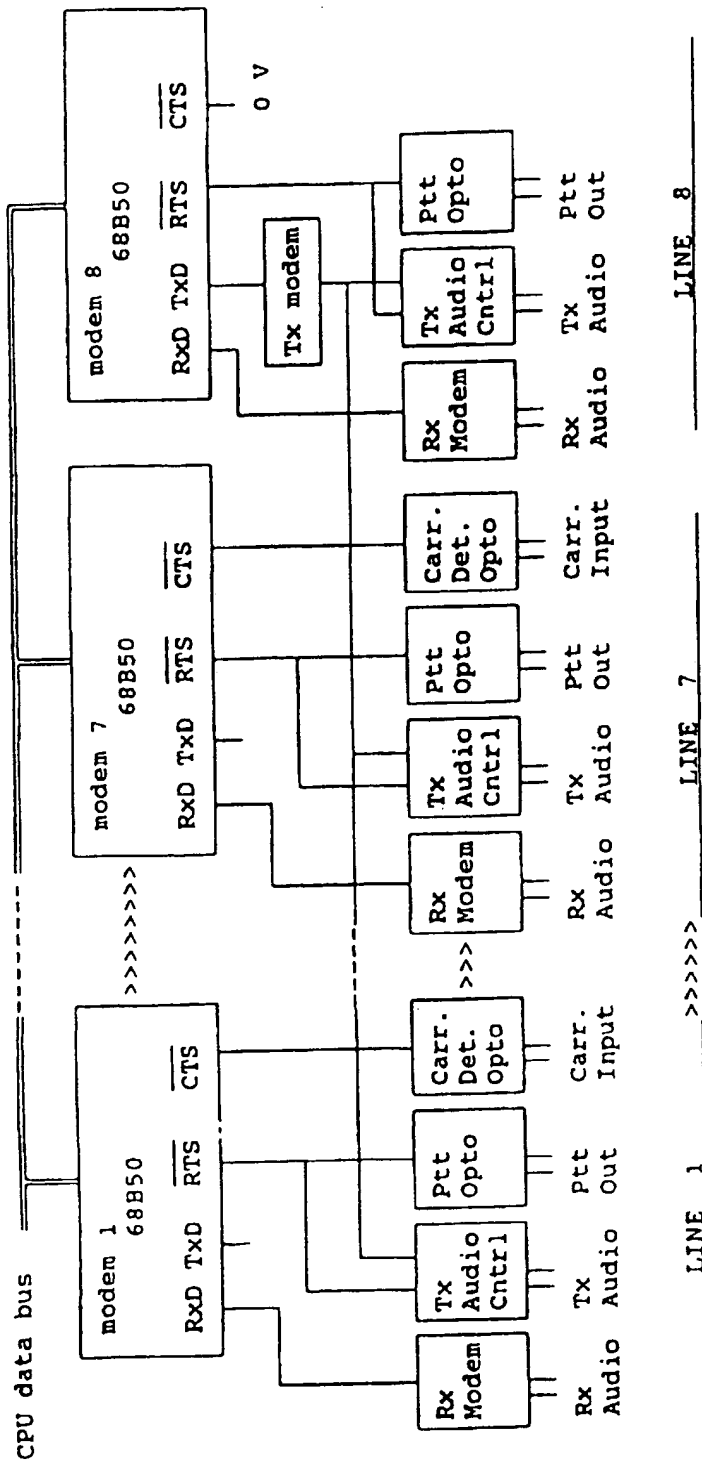 CPU data bus
modem 1
68B50
RxD TxD RTS CTS
>>>>>>>>>
modem 7
68B50
RxD TxD RTS CTS
modem 8
68B50
RxD TxD RTS CTS
0 V
Tx modem
Rx
Modem
Tx
Audio
Cntrl
Ptt
Opto
Carr.
Det.
Opto
>>>
Rx
Modem
Tx
Audio
Cntrl
Ptt
Opto
Carr.
Det.
Opto
Rx
Modem
Tx
Audio
Cntrl
Ptt
Opto
Rx
Audio
Tx
Audio
Ptt
Out
Carr.
Input
Rx
Audio
Tx
Audio
Ptt
Out
Carr.
Input
Rx
Audio
Tx
Audio
Ptt
Out
LINE 1
>>>>>>
LINE 7
LINE 8